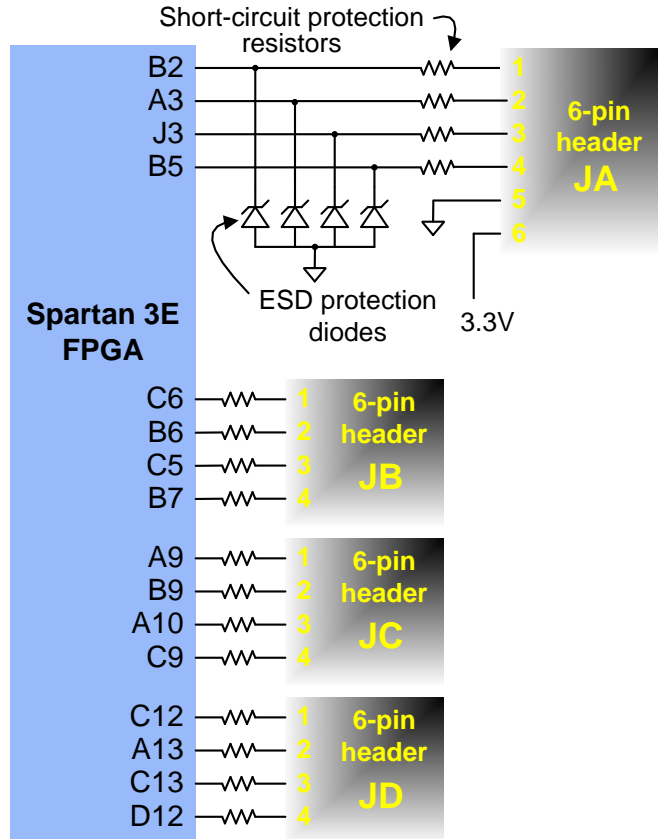 Short-circuit protection
resistors
B2
A3
J3
B5
1
2
3
4
5
6
6-pin
header
JA
3.3V
ESD protection
diodes
Spartan 3E
FPGA
C6
B6
C5
B7
1
2
3
4
6-pin
header
JB
A9
B9
A10
C9
1
2
3
4
6-pin
header
JC
C12
A13
C13
D12
1
2
3
4
6-pin
header
JD